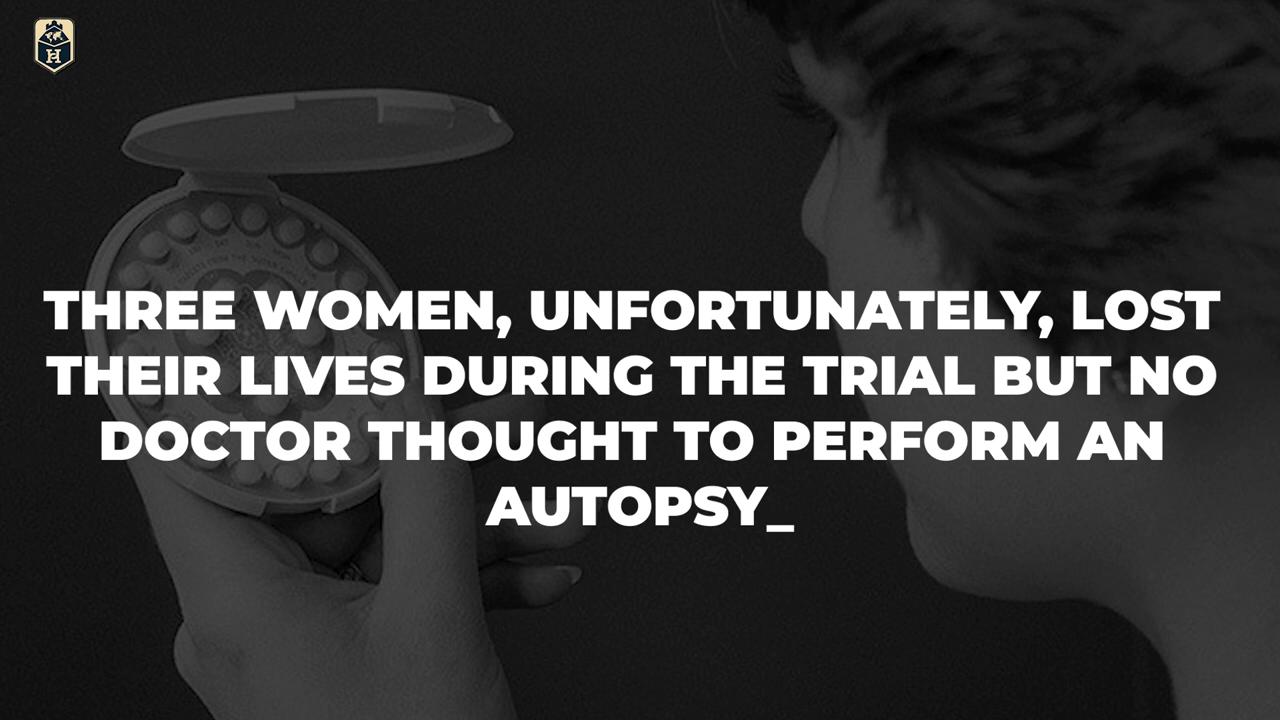 H
THREE WOMEN, UNFORTUNATELY, LOST
THEIR LIVES DURING THE TRIAL BUT NO
DOCTOR THOUGHT TO PERFORM AN
AUTOPSY_